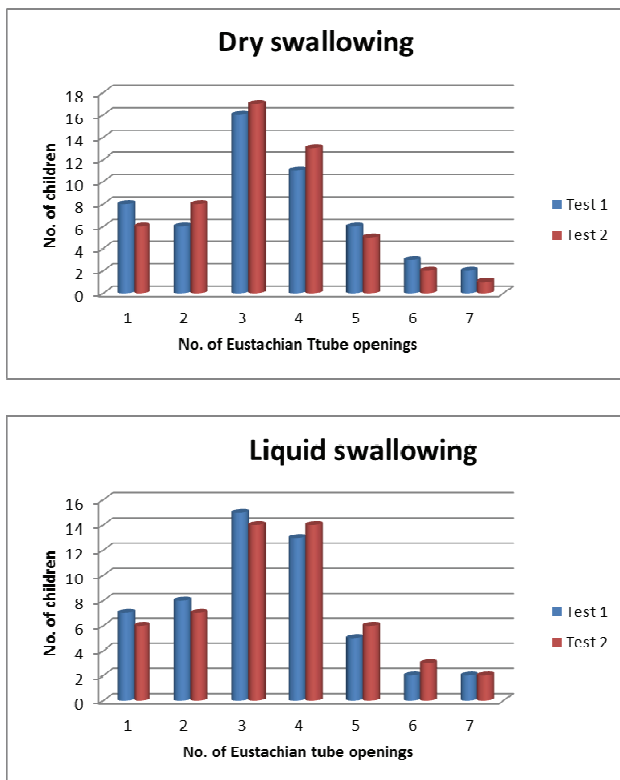 Dry swallowing
18
16
14
12
10
8
6
4
2
0
No. of children
1 2 3 4 5 6 7
No. of Eustachian Ttube openings
Test 1
Test 2
Liquid swallowing
16
14
12
10
8
6
4
2
0
No. of children
1 2 3 4 5 6 7
No. of Eustachian tube openings
Test 1
Test 2